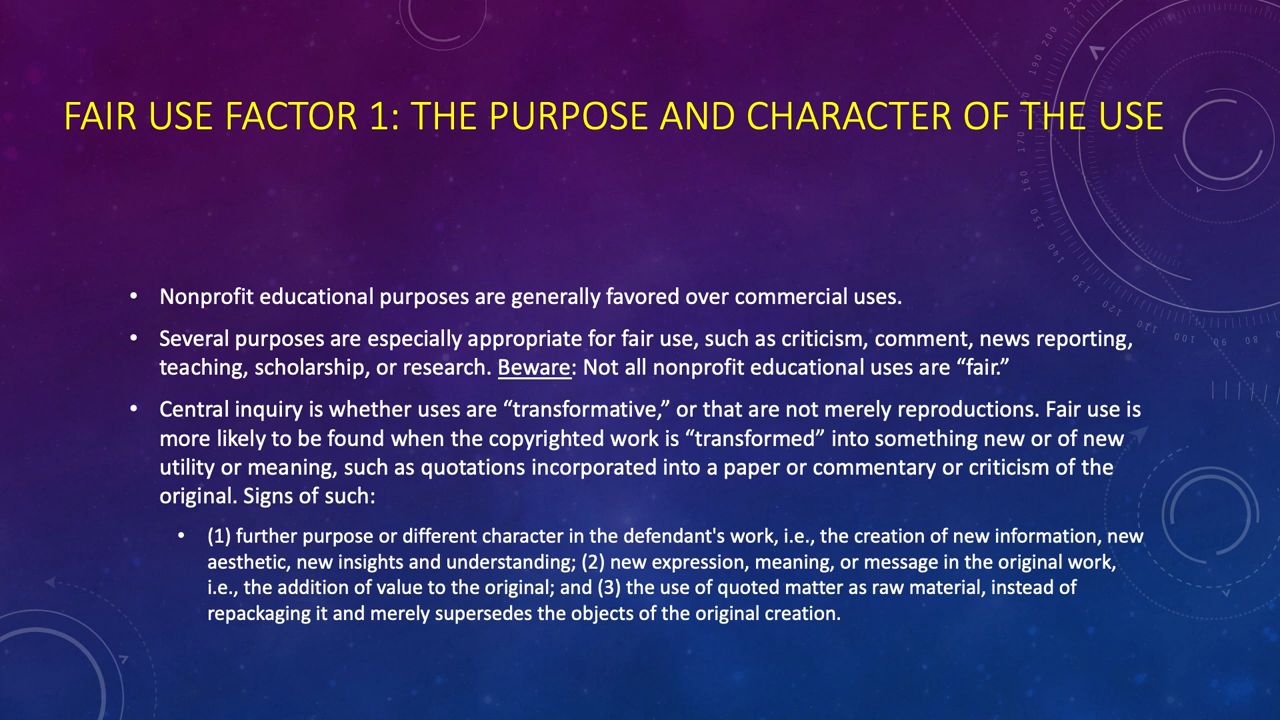 FAIR USE FACTOR 1: THE PURPOSE AND CHARACTER OF THE USE
• Nonprofit educational purposes are generally favored over commercial uses.
• Several purposes are especially appropriate for fair use, such as criticism, comment, news reporting,
teaching, scholarship, or research. Beware: Not all nonprofit educational uses are “fair.”
• Central inquiry is whether uses are “transformative,” or that are not merely reproductions. Fair use is
more likely to be found when the copyrighted work is “transformed” into something new or of new
utility or meaning, such as quotations incorporated into a paper or commentary or criticism of the
original. Signs of such:
• (1) further purpose or different character in the defendant's work, i.e., the creation of new information, new
aesthetic, new insights and understanding; (2) new expression, meaning, or message in the original work,
i.e., the addition of value to the original; and (3) the use of quoted matter as raw material, instead of
repackaging it and merely supersedes the objects of the original creation.